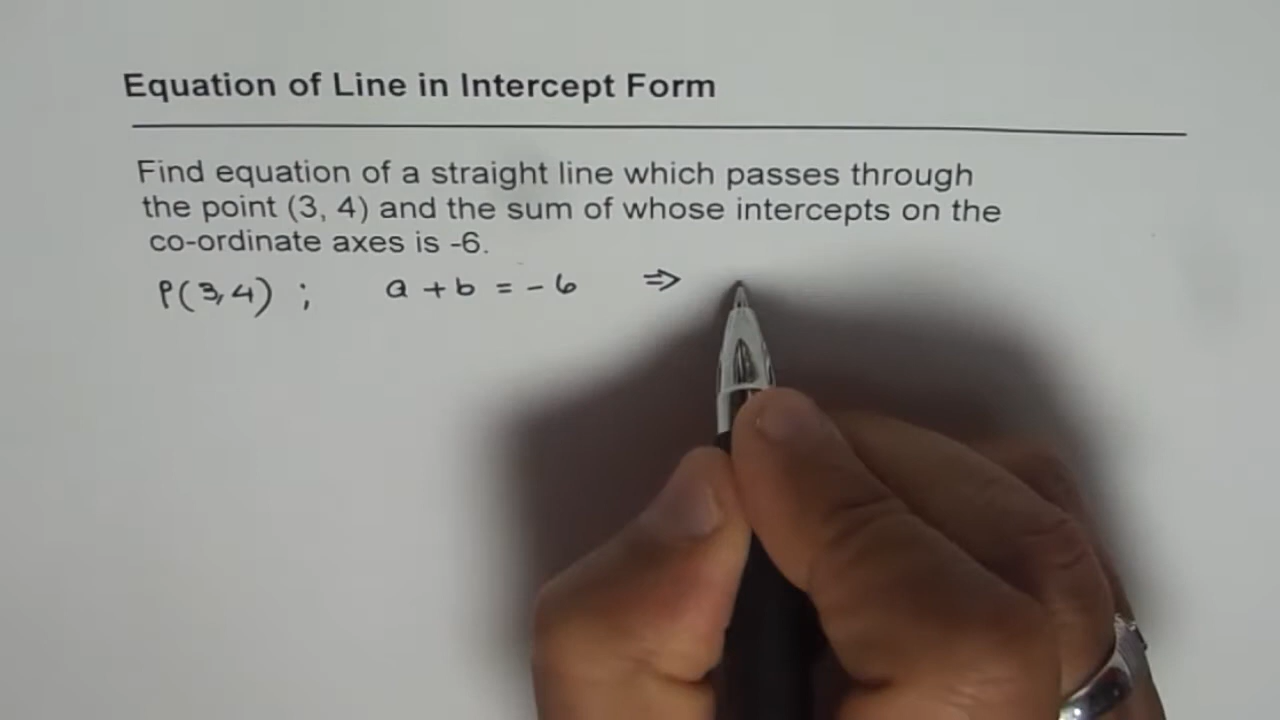 Equation of Line in Intercept Form
Find equation of a straight line which passes through
the point (3, 4) and the sum of whose intercepts on the
co-ordinate axes is -6.
P(3,4) ; a + b = - 6 ⇒